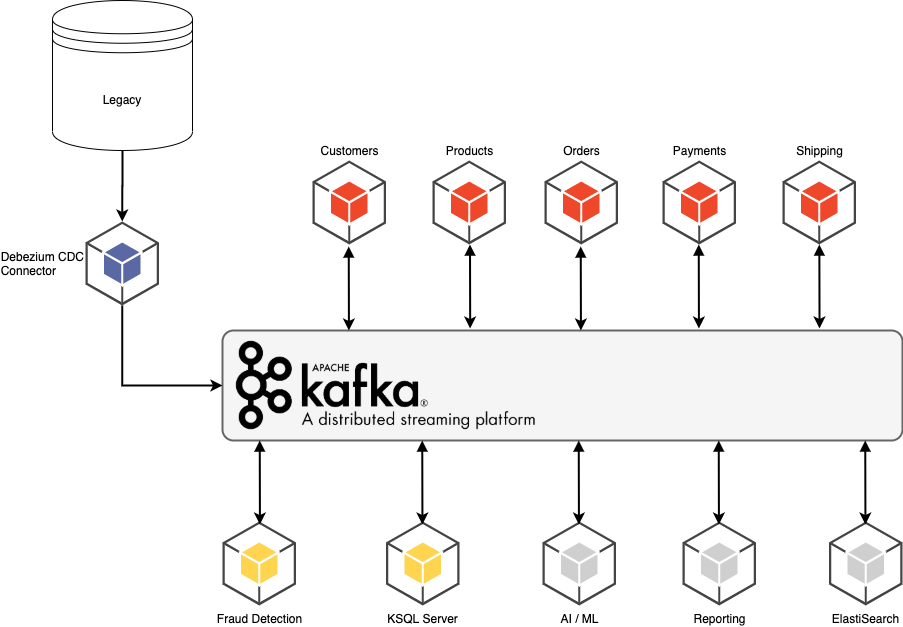 Legacy
Customers
Products
Orders
Payments
Shipping
Debezium CDC
Connector
APACHE
kafka®
A distributed streaming platform
Fraud Detection
KSQL Server
AI / ML
Reporting
ElastiSearch